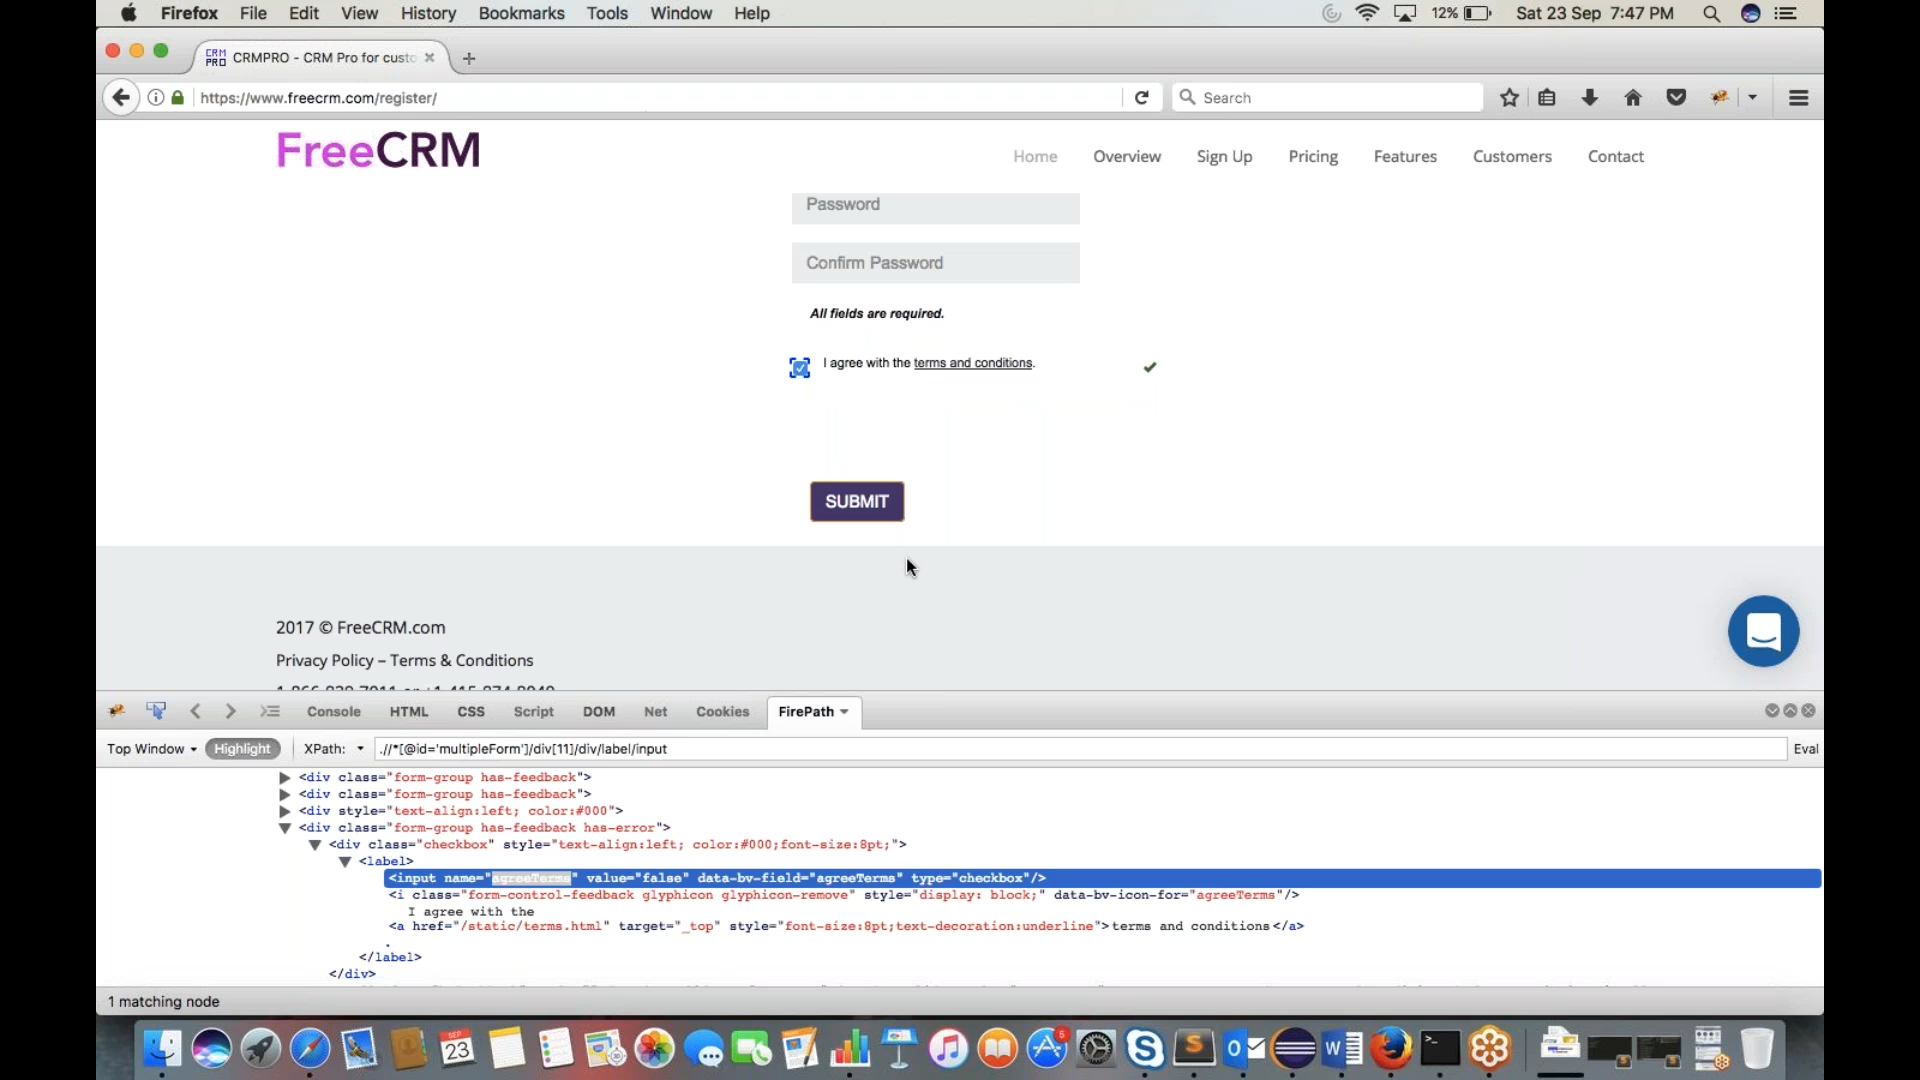 Firefox File Edit View History Bookmarks Tools Window Help 12% Sat 23 Sep 7:47 PM
CRM PRO CRMPRO - CRM Pro for custo
https://www.freecrm.com/register/ Search
FreeCRM Home Overview Sign Up Pricing Features Customers Contact
Password
Confirm Password
All fields are required.
I agree with the terms and conditions.
SUBMIT
2017 © FreeCRM.com
Privacy Policy – Terms & Conditions
Console HTML CSS Script DOM Net Cookies FirePath
Top Window Highlight XPath: .//*[@id='multipleForm']/div[11]/div/label/input Eval
<div class="form-group has-feedback">
<div class="form-group has-feedback">
<div style="text-align:left; color:#000">
<div class="form-group has-feedback has-error">
<div class="checkbox" style="text-align:left; color:#000;font-size:8pt;">
<label>
<input name="agreeTerms" value="false" data-bv-field="agreeTerms" type="checkbox"/>
<i class="form-control-feedback glyphicon glyphicon-remove" style="display: block;" data-bv-icon-for="agreeTerms"/>
I agree with the
<a href="/static/terms.html" target="_top" style="font-size:8pt;text-decoration:underline">terms and conditions</a>
.
</label>
</div>
1 matching node
SEP
23
5